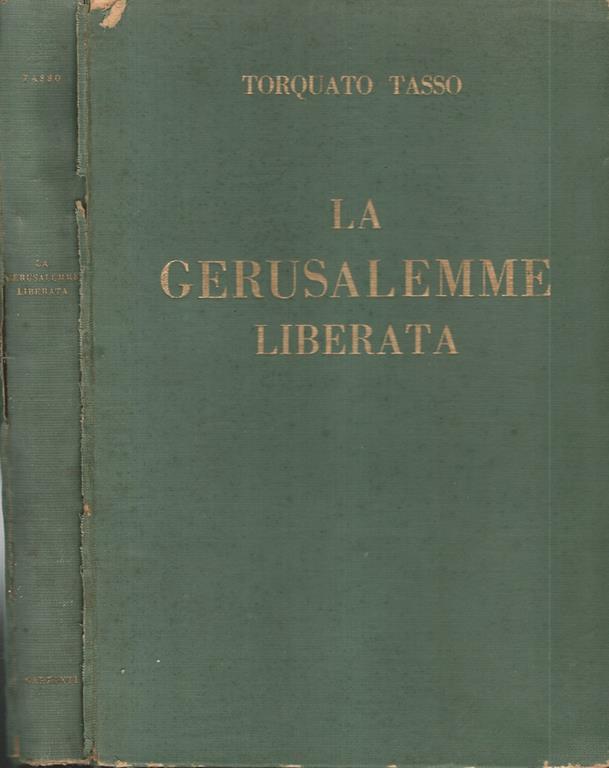 TASSO
LA
GERUSALEMME
LIBERATA
TORQUATO TASSO
LA
GERUSALEMME
LIBERATA